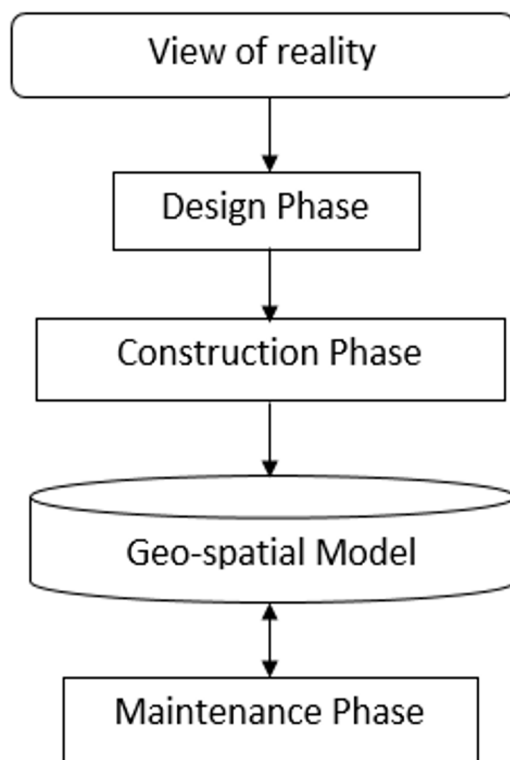 View of reality
Design Phase
Construction Phase
Geo-spatial Model
Maintenance Phase